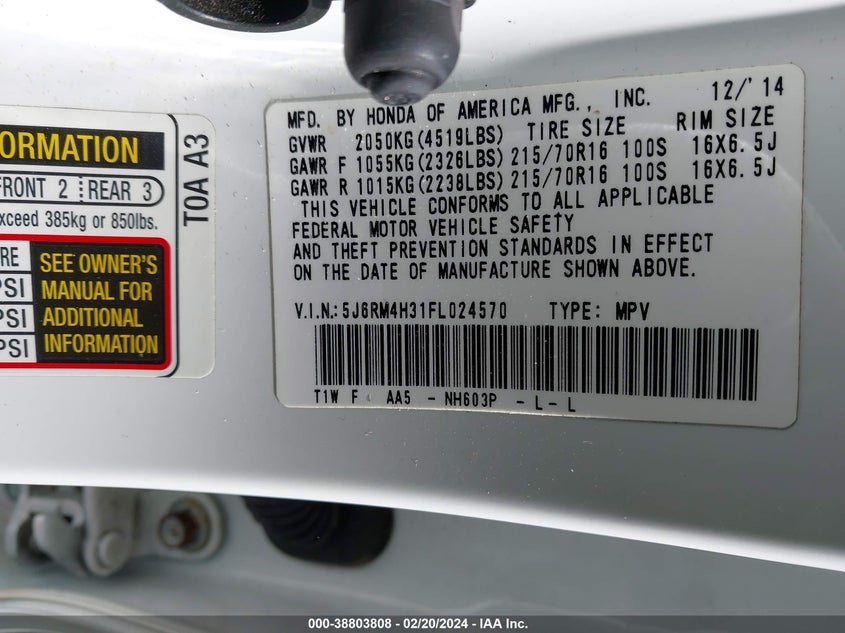 ORMATION
FRONT 2 REAR 3
xceed 385kg or 850lbs.
T0A A3
RE
PSI
PSI
PSI
SEE OWNER'S
MANUAL FOR
ADDITIONAL
INFORMATION
MFD. BY HONDA OF AMERICA MFG., INC. 12/'14
GVWR 2050KG(4519LBS) TIRE SIZE RIM SIZE
GAWR F 1055KG(2326LBS) 215/70R16 100S 16X6.5J
GAWR R 1015KG(2238LBS) 215/70R16 100S 16X6.5J
THIS VEHICLE CONFORMS TO ALL APPLICABLE
FEDERAL MOTOR VEHICLE SAFETY
AND THEFT PREVENTION STANDARDS IN EFFECT
ON THE DATE OF MANUFACTURE SHOWN ABOVE.
V.I.N.:5J6RM4H31FL024570 TYPE: MPV
T1W F AA5 - NH603P - L- L
000-38803808 - 02/20/2024 - IAA Inc.